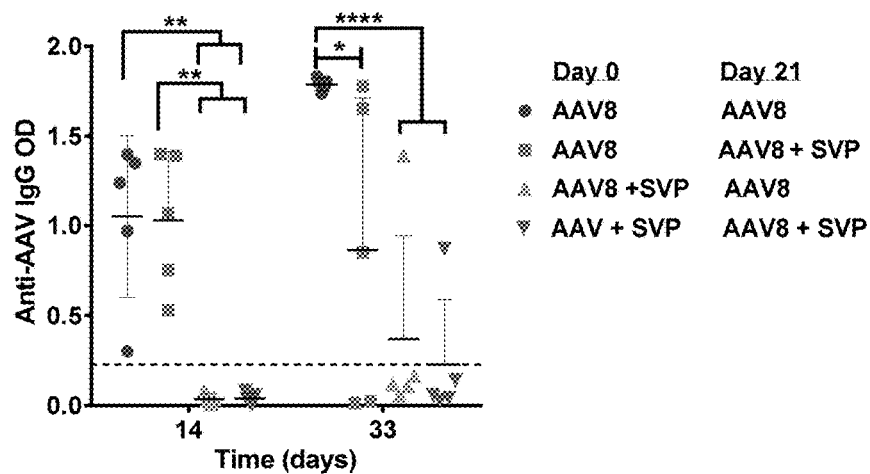 **
****
*
**
2.0
1.5
1.0
0.5
0.0
Anti-AAV IgG OD
14 33
Time (days)
Day 0 Day 21
AAV8 AAV8
AAV8 AAV8 + SVP
AAV8 +SVP AAV8
AAV + SVP AAV8 + SVP